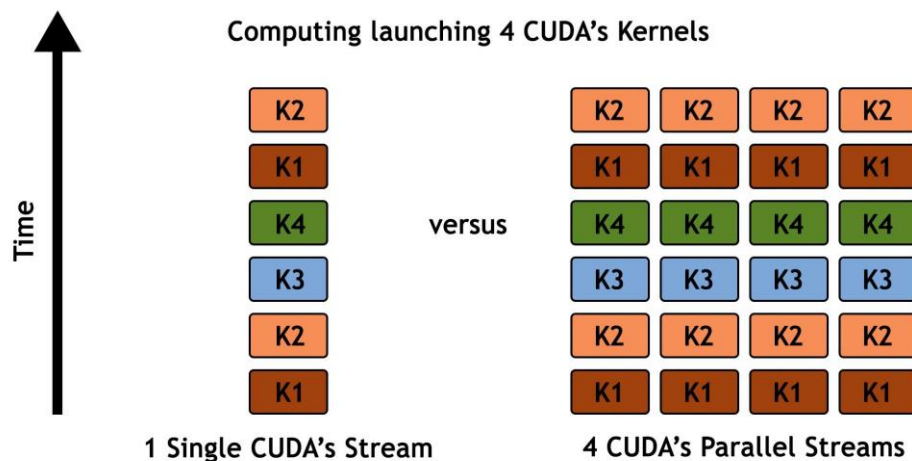 Computing launching 4 CUDA's Kernels
Time
K2 K2 K2 K2 K2
K1 K1 K1 K1 K1
K4 versus K4 K4 K4 K4
K3 K3 K3 K3 K3
K2 K2 K2 K2 K2
K1 K1 K1 K1 K1
1 Single CUDA's Stream 4 CUDA's Parallel Streams